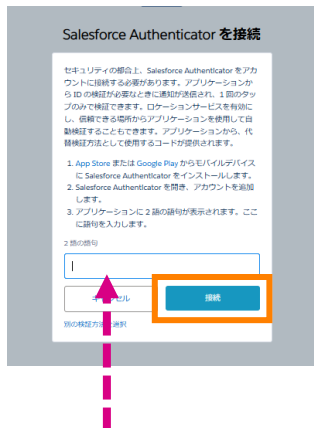 Salesforce Authenticator を接続
セキュリティの都合上、Salesforce Authenticator をアカ
ウントに接続する必要があります。アプリケーションか
ら ID の検証が必要なときに通知が送信され、1 回のタッ
プのみで検証できます。ロケーションサービスを有効に
し、信頼できる場所からアプリケーションを使用して自
動検証することもできます。アプリケーションから、代
替検証方法として使用するコードが提供されます。
1. App Store または Google Play からモバイルデバイス
に Salesforce Authenticator をインストールします。
2. Salesforce Authenticator を開き、アカウントを追加
します。
3. アプリケーションに 2 語の語句が表示されます。ここ
に語句を入力します。
2 語の語句
キャンセル
接続
別の検証方法を選択